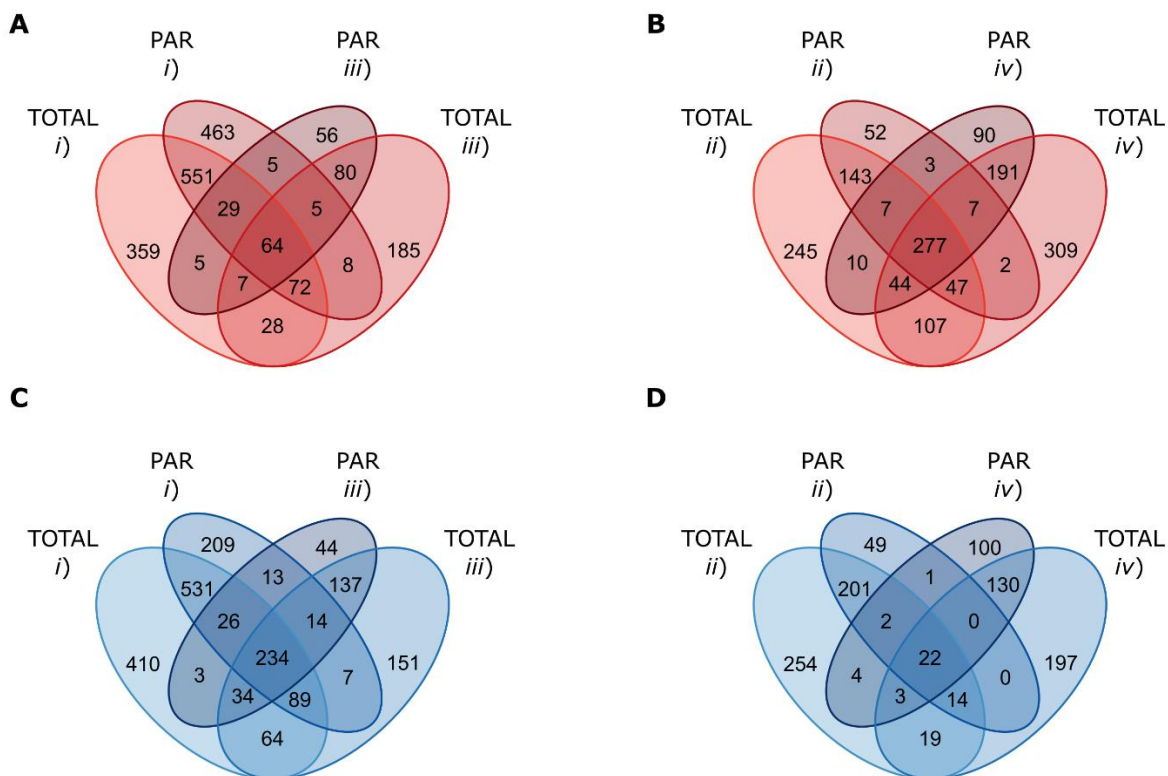 A
B
PAR
i)
PAR
iii)
PAR
ii)
PAR
iv)
TOTAL
i)
TOTAL
iii)
TOTAL
ii)
TOTAL
iv)
463
56
551
5
80
29
5
359
64
185
5
8
7
72
28
52
90
143
3
191
7
7
245
277
309
10
2
44
47
107
C
D
PAR
i)
PAR
iii)
PAR
ii)
PAR
iv)
TOTAL
i)
TOTAL
iii)
TOTAL
ii)
TOTAL
iv)
209
44
531
13
137
26
14
410
234
151
3
7
34
89
64
49
100
201
1
130
2
0
254
22
197
4
0
3
14
19